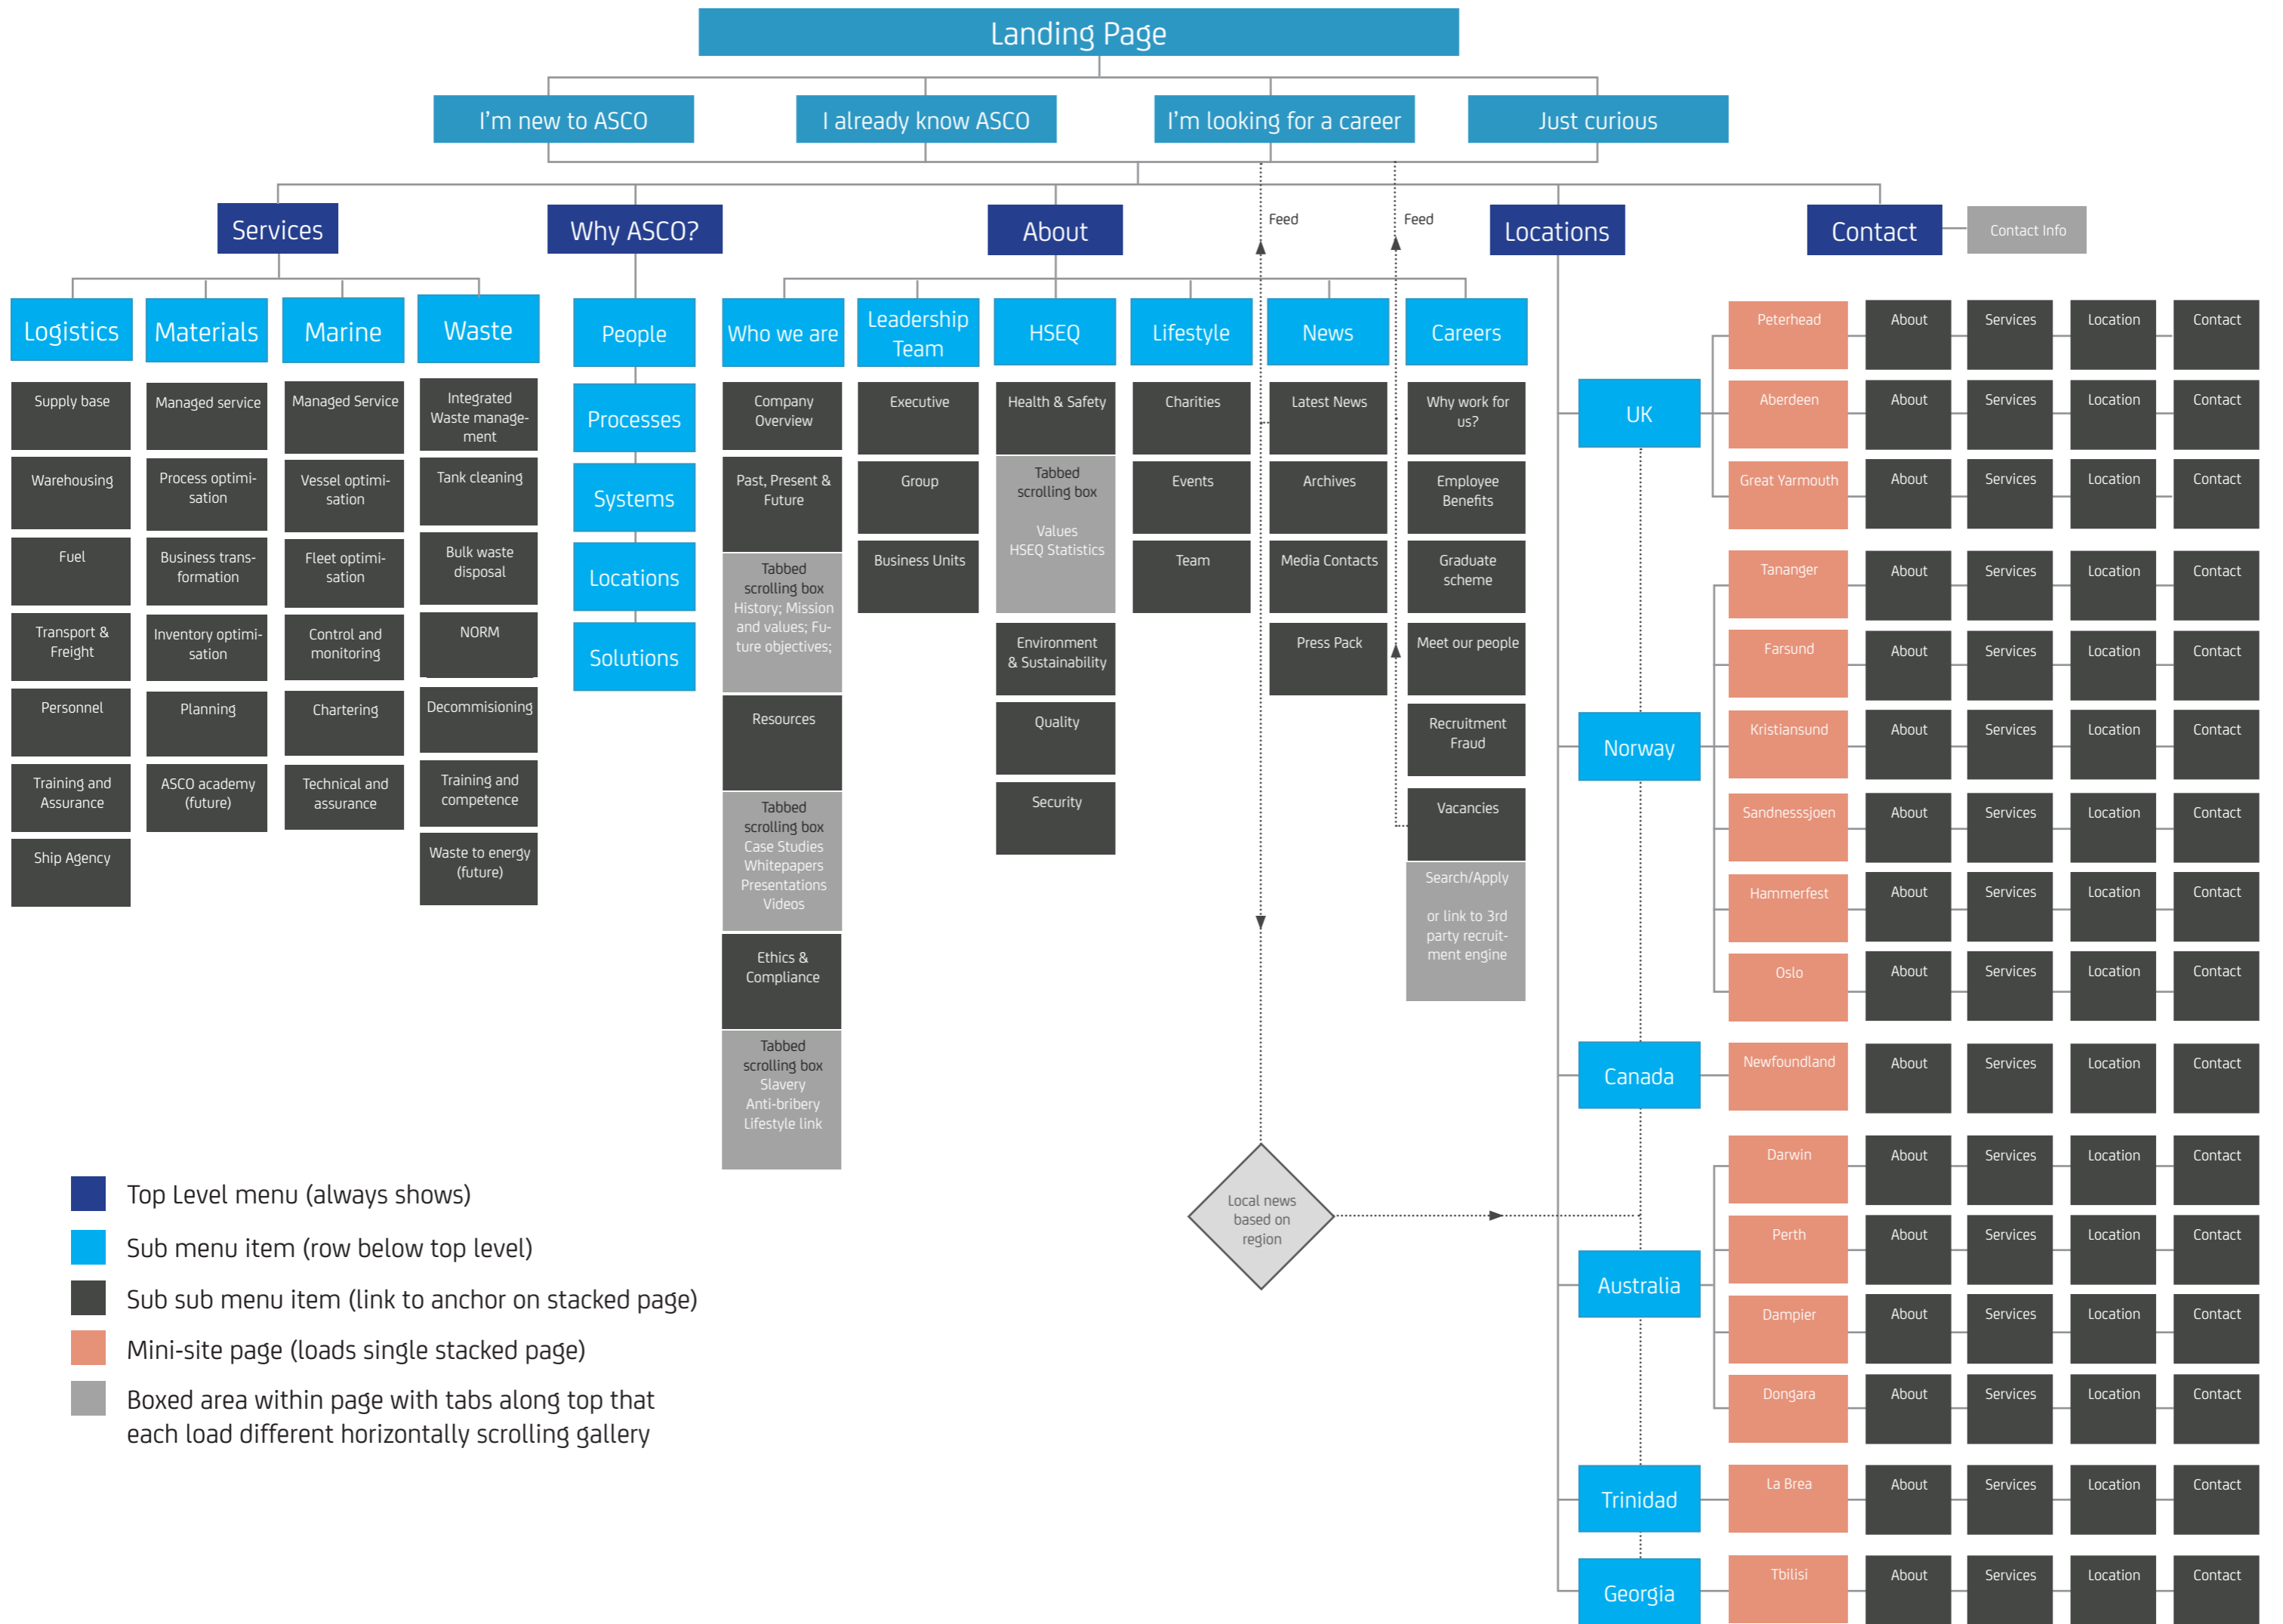 Landing Page
I'm new to ASCO
I already know ASCO
I'm looking for a career
Just curious
Feed
Feed
Services
Why ASCO?
About
Locations
Contact
Contact Info
Logistics
Materials
Marine
Waste
People
Processes
Systems
Locations
Solutions
Who we are
Leadership
Team
HSEQ
Lifestyle
News
Careers
Supply base
Warehousing
Fuel
Transport &
Freight
Personnel
Training and
Assurance
Ship Agency
Managed service
Process optimi-
sation
Business trans-
formation
Inventory optimi-
sation
Planning
ASCO academy
(future)
Managed Service
Vessel optimi-
sation
Fleet optimi-
sation
Control and
monitoring
Chartering
Technical and
assurance
Integrated
Waste manage-
ment
Tank cleaning
Bulk waste
disposal
NORM
Decommisioning
Training and
competence
Waste to energy
(future)
Company
Overview
Past, Present &
Future
Tabbed
scrolling box
History; Mission
and values; Fu-
ture objectives;
Resources
Tabbed
scrolling box
Case Studies
Whitepapers
Presentations
Videos
Ethics &
Compliance
Tabbed
scrolling box
Slavery
Anti-bribery
Lifestyle link
Executive
Group
Business Units
Health & Safety
Tabbed
scrolling box
Values
HSEQ Statistics
Environment
& Sustainability
Quality
Security
Charities
Events
Team
Latest News
Archives
Media Contacts
Press Pack
Why work for
us?
Employee
Benefits
Graduate
scheme
Meet our people
Recruitment
Fraud
Vacancies
Search/Apply
or link to 3rd
party recruit-
ment engine
Local news
based on
region
UK
Peterhead
About
Services
Location
Contact
Aberdeen
About
Services
Location
Contact
Great Yarmouth
About
Services
Location
Contact
Norway
Tananger
About
Services
Location
Contact
Farsund
About
Services
Location
Contact
Kristiansund
About
Services
Location
Contact
Sandnesssjoen
About
Services
Location
Contact
Hammerfest
About
Services
Location
Contact
Oslo
About
Services
Location
Contact
Canada
Newfoundland
About
Services
Location
Contact
Australia
Darwin
About
Services
Location
Contact
Perth
About
Services
Location
Contact
Dampier
About
Services
Location
Contact
Dongara
About
Services
Location
Contact
Trinidad
La Brea
About
Services
Location
Contact
Georgia
Tbilisi
About
Services
Location
Contact
Top Level menu (always shows)
Sub menu item (row below top level)
Sub sub menu item (link to anchor on stacked page)
Mini-site page (loads single stacked page)
Boxed area within page with tabs along top that
each load different horizontally scrolling gallery